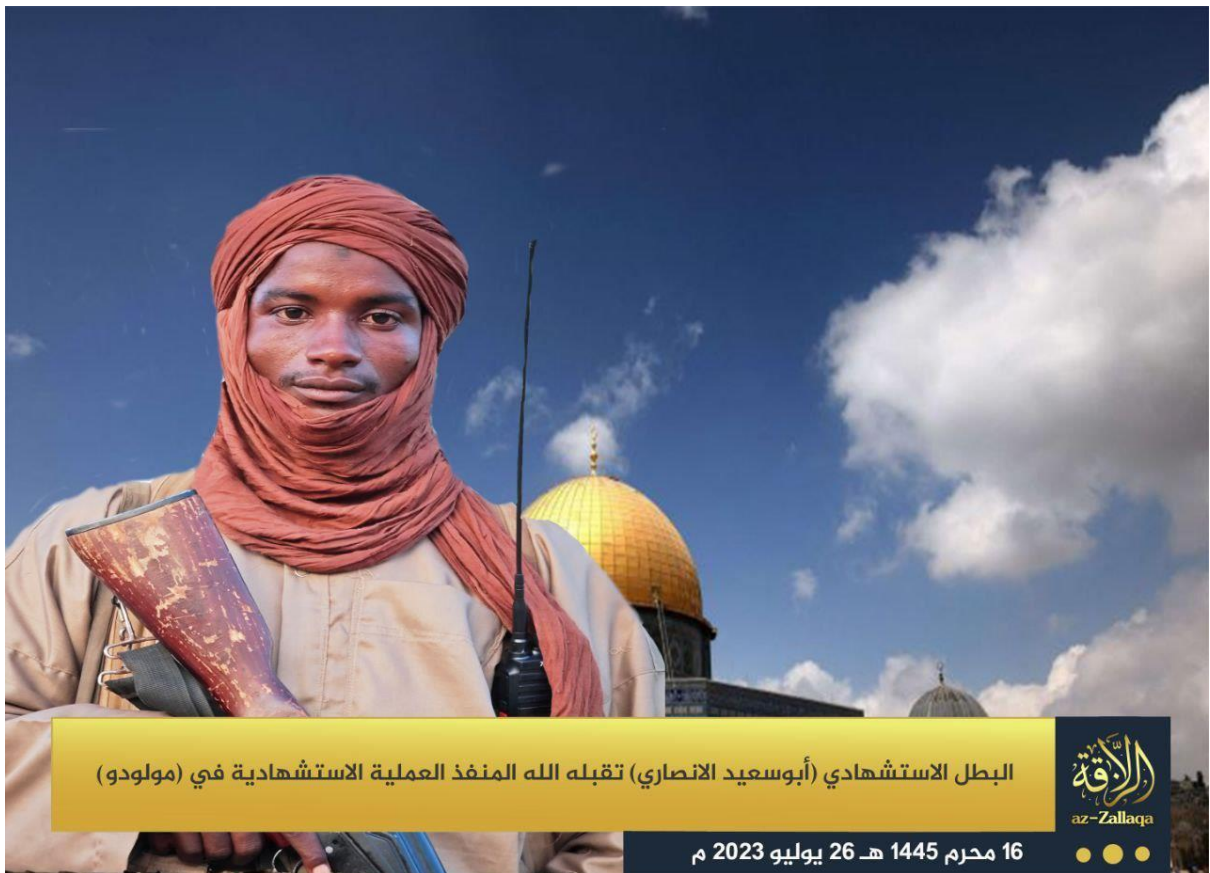 البطل الاستشهادي (أبوسعيد الانصاري) تقبله الله المنفذ العملية الاستشهادية في (مولودو)
الزلاقة
az-Zallaqa
16 محرم 1445 هـ 26 يوليو 2023 م